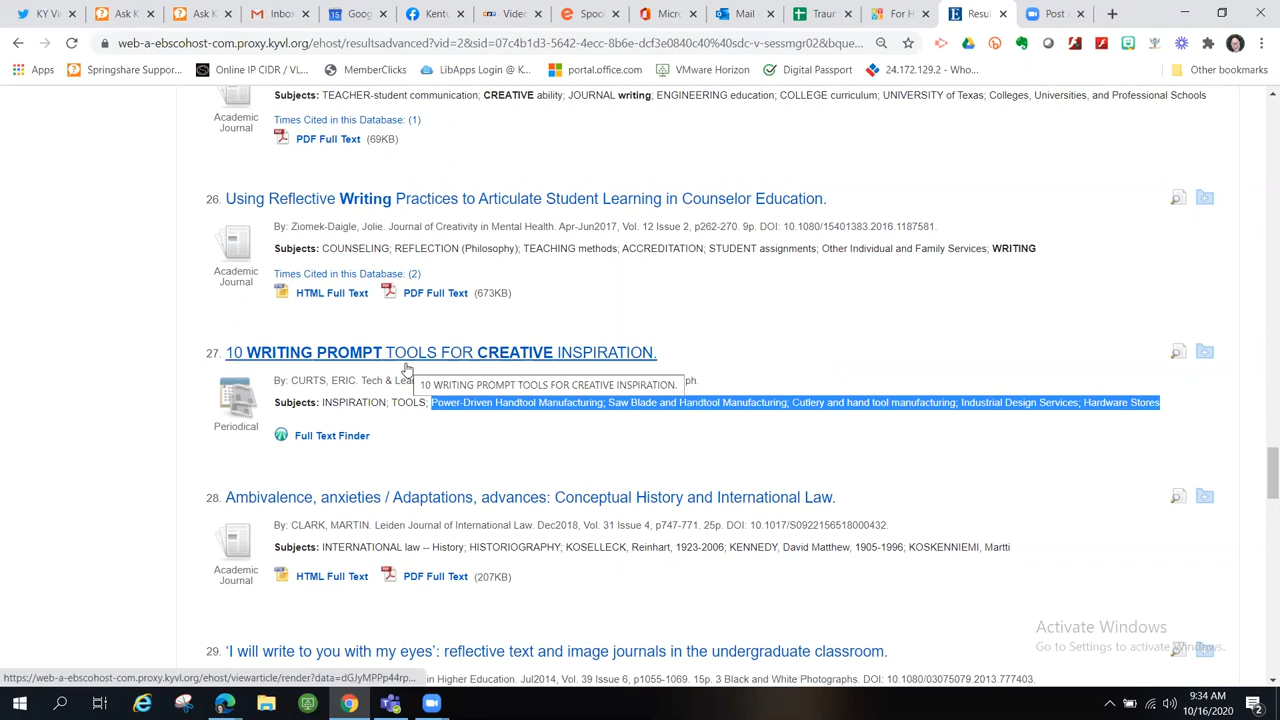 KY Vi
Ask K
Ask K
Inbox
Goog
Kent
Video
Spoo
Micro
Mail -
Traun
For H
Resul
Post A
web-a-ebscohost-com.proxy.kyvl.org/ehost/resultsadvanced?vid=2&sid=07c4b1d3-5642-4ecc-8b6e-dcf3e0840c40%40sdc-v-sessmgr02&bque...
Apps
Springshare Suppor...
Online IP CIDR / VL...
MemberClicks
LibApps Login @ K...
portal.office.com
VMware Horizon
Digital Passport
24.172.129.2 - Who...
Other bookmarks
Subjects: TEACHER-student communication; CREATIVE ability; JOURNAL writing; ENGINEERING education; COLLEGE curriculum; UNIVERSITY of Texas; Colleges, Universities, and Professional Schools
Academic
Journal
Times Cited in this Database: (1)
PDF Full Text (69KB)
26. Using Reflective Writing Practices to Articulate Student Learning in Counselor Education.
By: Ziomek-Daigle, Jolie. Journal of Creativity in Mental Health. Apr-Jun2017, Vol. 12 Issue 2, p262-270. 9p. DOI: 10.1080/15401383.2016.1187581.
Subjects: COUNSELING; REFLECTION (Philosophy); TEACHING methods; ACCREDITATION; STUDENT assignments; Other Individual and Family Services; WRITING
Academic
Journal
Times Cited in this Database: (2)
HTML Full Text PDF Full Text (673KB)
27. 10 WRITING PROMPT TOOLS FOR CREATIVE INSPIRATION.
By: CURTS, ERIC. Tech & Lear
ph.
10 WRITING PROMPT TOOLS FOR CREATIVE INSPIRATION.
Subjects: INSPIRATION; TOOLS; Power-Driven Handtool Manufacturing; Saw Blade and Handtool Manufacturing; Cutlery and hand tool manufacturing; Industrial Design Services; Hardware Stores
Periodical
Full Text Finder
28. Ambivalence, anxieties / Adaptations, advances: Conceptual History and International Law.
By: CLARK, MARTIN. Leiden Journal of International Law. Dec2018, Vol. 31 Issue 4, p747-771. 25p. DOI: 10.1017/S0922156518000432.
Subjects: INTERNATIONAL law -- History; HISTORIOGRAPHY; KOSELLECK, Reinhart, 1923-2006; KENNEDY, David Matthew, 1905-1996; KOSKENNIEMI, Martti
Academic
Journal
HTML Full Text PDF Full Text (207KB)
Activate Windows
Go to Settings to activate Windows.
29. 'I will write to you with my eyes': reflective text and image journals in the undergraduate classroom.
https://web-a-ebscohost-com.proxy.kyvl.org/ehost/viewarticle/render?data=dGJyMPPp44rp...
in Higher Education. Jul2014, Vol. 39 Issue 6, p1055-1069. 15p. 3 Black and White Photographs. DOI: 10.1080/03075079.2013.777403.
9:34 AM
10/16/2020
2